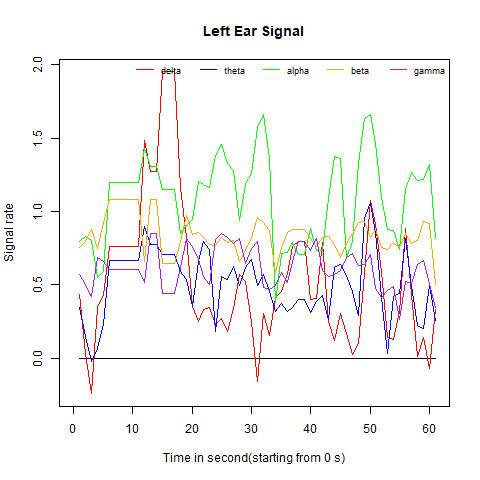 Left Ear Signal
delta theta alpha beta gamma
Signal rate
2.0
1.5
1.0
0.5
0.0
0 10 20 30 40 50 60
Time in second(starting from 0 s)